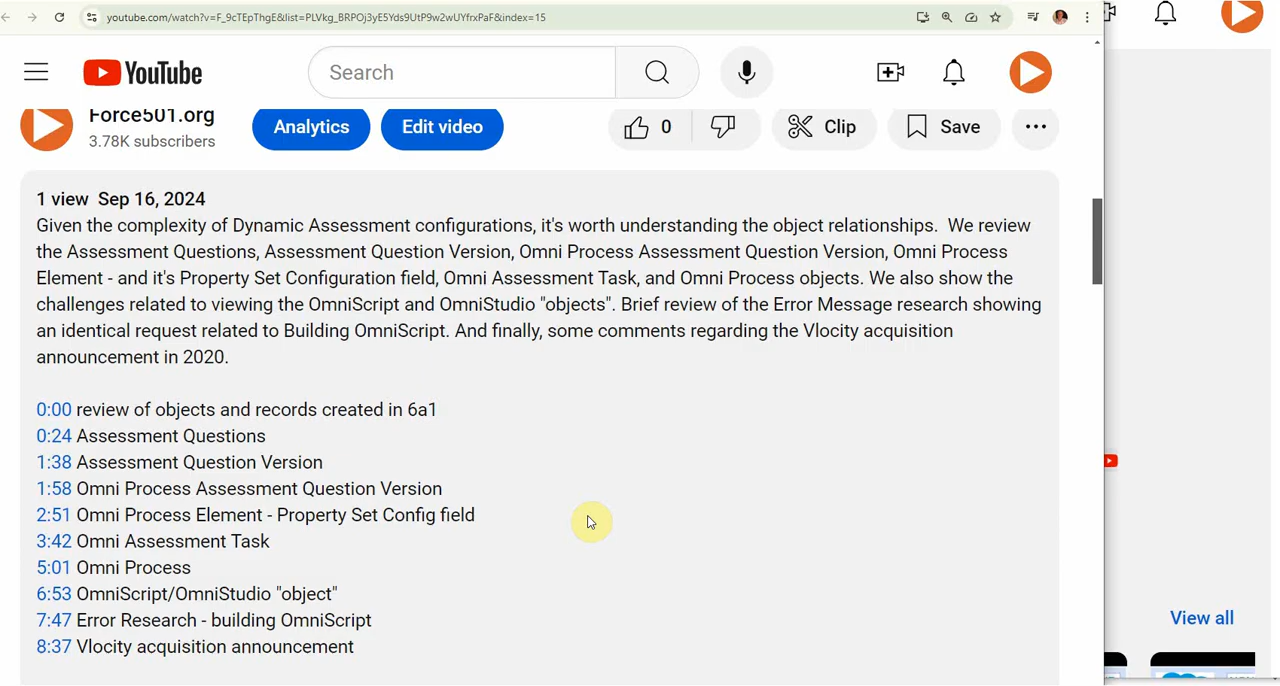 youtube.com/watch?v=F_9cTEpThgE&list=PLVkg_BRPOj3yE5Yds9UtP9w2wUYfrxPaF&index=15
YouTube
Search
Force501.org
3.78K subscribers
Analytics
Edit video
0
Clip
Save
1 view Sep 16, 2024
Given the complexity of Dynamic Assessment configurations, it's worth understanding the object relationships. We review
the Assessment Questions, Assessment Question Version, Omni Process Assessment Question Version, Omni Process
Element - and it's Property Set Configuration field, Omni Assessment Task, and Omni Process objects. We also show the
challenges related to viewing the OmniScript and OmniStudio "objects". Brief review of the Error Message research showing
an identical request related to Building OmniScript. And finally, some comments regarding the Vlocity acquisition
announcement in 2020.
0:00 review of objects and records created in 6a1
0:24 Assessment Questions
1:38 Assessment Question Version
1:58 Omni Process Assessment Question Version
2:51 Omni Process Element - Property Set Config field
3:42 Omni Assessment Task
5:01 Omni Process
6:53 OmniScript/OmniStudio "object"
7:47 Error Research - building OmniScript
8:37 Vlocity acquisition announcement
View all